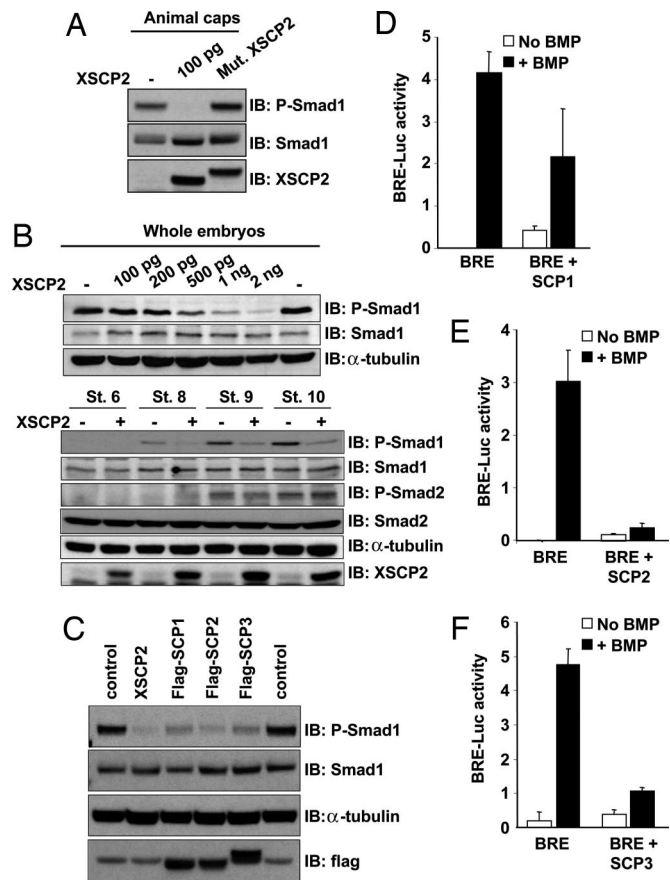 A
Animal caps
XSCP2 - 100 pg Mut. XSCP2
IB: P-Smad1
IB: Smad1
IB: XSCP2
B
Whole embryos
XSCP2 - 100 pg 200 pg 500 pg 1 ng 2 ng -
IB: P-Smad1
IB: Smad1
IB: α-tubulin
St. 6 St. 8 St. 9 St. 10
XSCP2 - + - + - + - +
IB: P-Smad1
IB: Smad1
IB: P-Smad2
IB: Smad2
IB: α-tubulin
IB: XSCP2
C
control XSCP2 Flag-SCP1 Flag-SCP2 Flag-SCP3 control
IB: P-Smad1
IB: Smad1
IB:α-tubulin
IB: flag
D
No BMP
+ BMP
BRE-Luc activity
5
4
3
2
1
0
BRE BRE +
SCP1
E
No BMP
+ BMP
BRE-Luc activity
4
3
2
1
0
BRE BRE +
SCP2
F
No BMP
+ BMP
BRE-Luc activity
6
5
4
3
2
1
0
BRE BRE +
SCP3